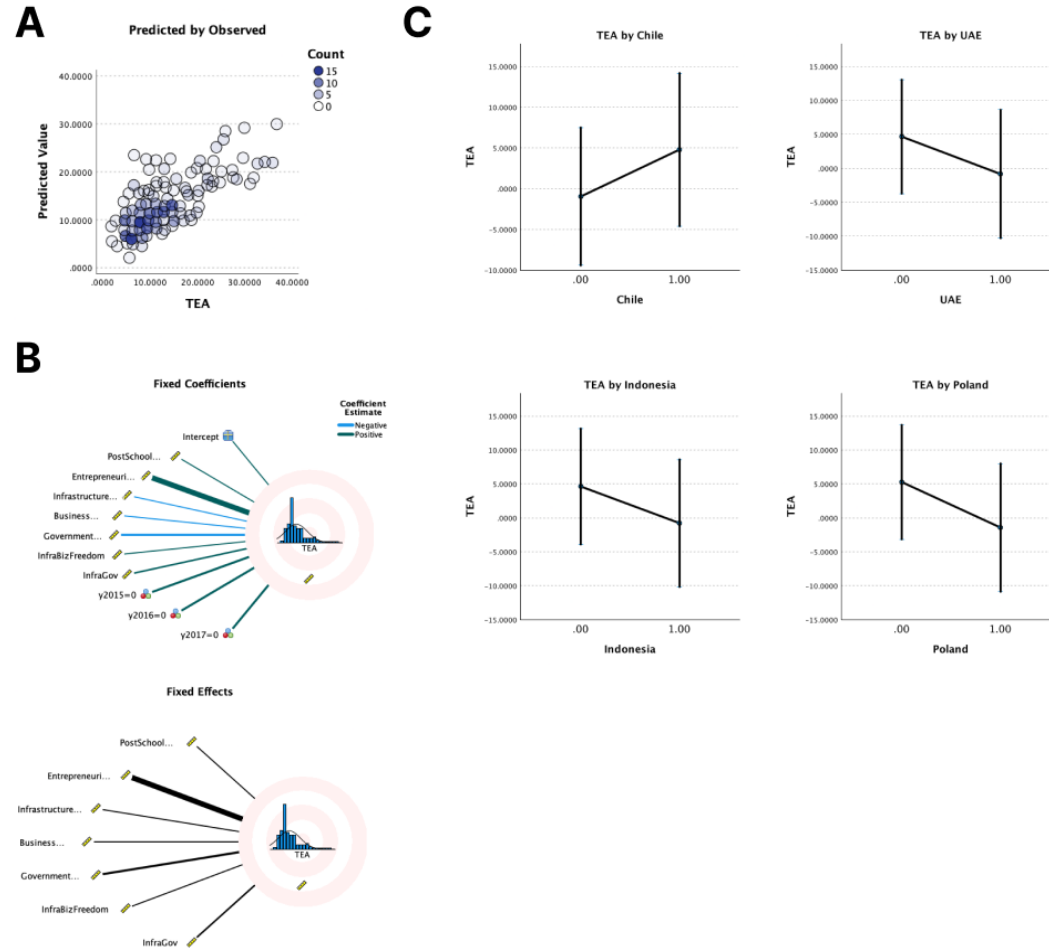 A
Predicted by Observed
Count
15
10
5
0
40.0000
30.0000
20.0000
10.0000
.0000
Predicted Value
.0000 10.0000 20.0000 30.0000 40.0000
TEA
B
Fixed Coefficients
Coefficient
Estimate
Negative
Positive
Intercept
PostSchool...
Entrepreneuri...
Infrastructure...
Business...
Government...
InfraBizFreedom
InfraGov
y2015=0
y2016=0
y2017=0
TEA
Fixed Effects
PostSchool...
Entrepreneuri...
Infrastructure...
Business...
Government...
InfraBizFreedom
InfraGov
TEA
C
TEA by Chile
15.0000
10.0000
5.0000
.0000
-5.0000
-10.0000
TEA
.00 1.00
Chile
TEA by UAE
15.0000
10.0000
5.0000
.0000
-5.0000
-10.0000
-15.0000
TEA
.00 1.00
UAE
TEA by Indonesia
15.0000
10.0000
5.0000
.0000
-5.0000
-10.0000
-15.0000
TEA
.00 1.00
Indonesia
TEA by Poland
15.0000
10.0000
5.0000
.0000
-5.0000
-10.0000
-15.0000
TEA
.00 1.00
Poland